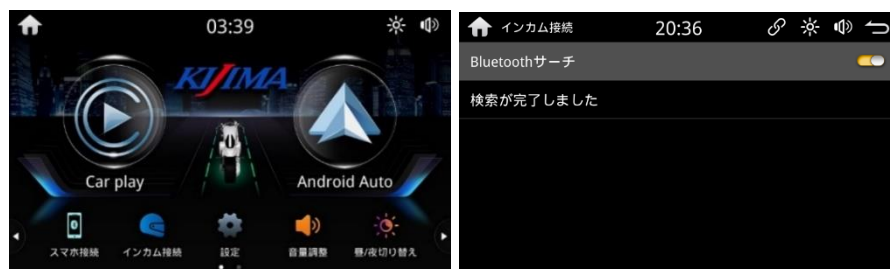 03:39
KIJIMA
Car play
Android Auto
スマホ接続
インカム接続
設定
音量調整
昼/夜切り替え
インカム接続
20:36
Bluetoothサーチ
検索が完了しました